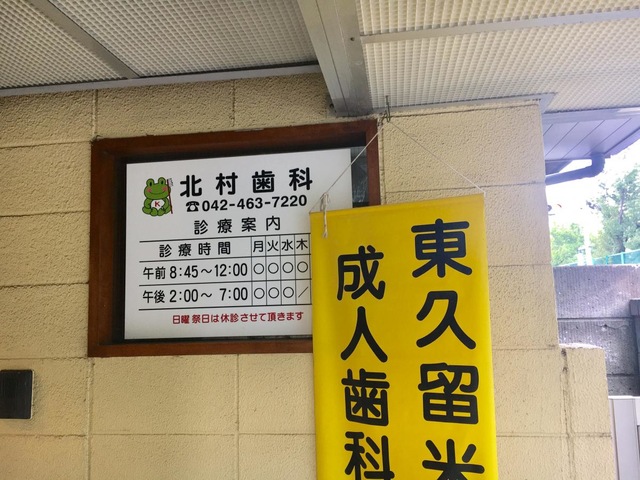 北村歯科
K
☎042-463-7220
診療案内
診療時間 月 火 水 木
午前 8:45〜12:00 ○ ○ ○ ○
午後 2:00〜 7:00 ○ ○ ○ ╱
日曜 祭日は休診させて頂きます
東久留米
成人歯科